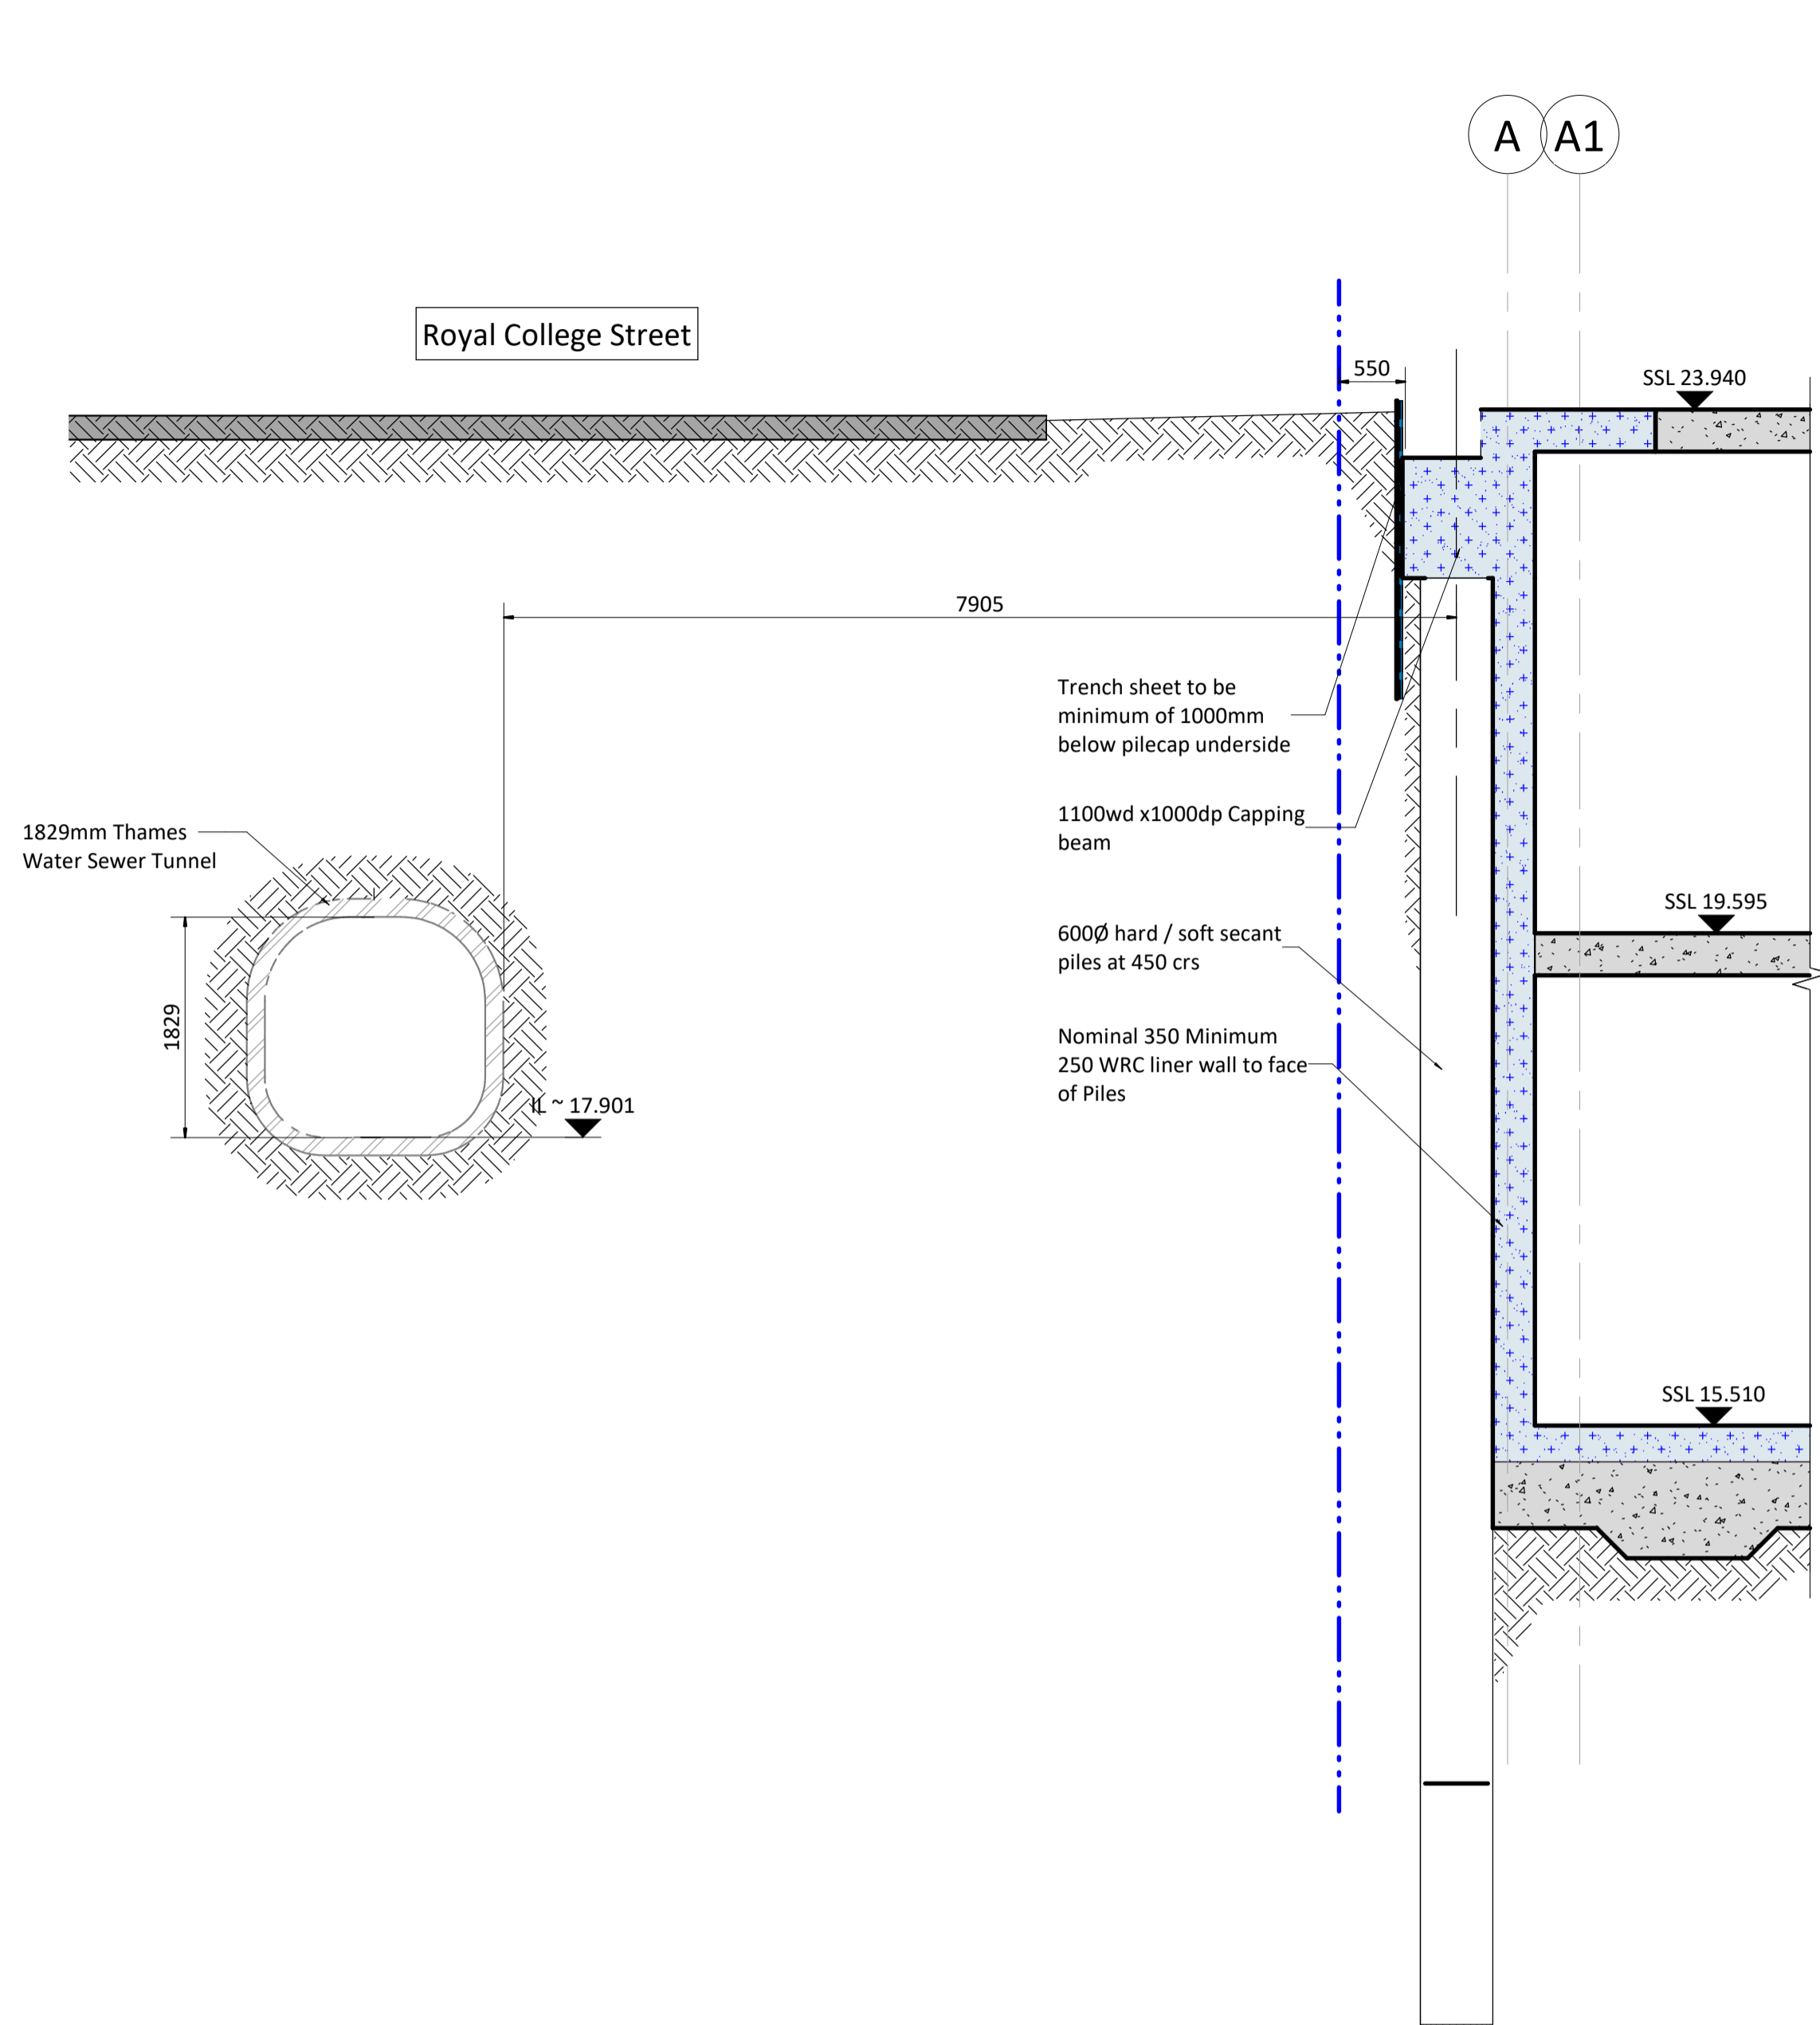 A
A1
Royal College Street
550
SSL 23.940
7905
Trench sheet to be
minimum of 1000mm
below pilecap underside
1100wd x1000dp Capping
beam
1829mm Thames
Water Sewer Tunnel
SSL 19.595
600Ø hard / soft secant
piles at 450 crs
1829
Nominal 350 Minimum
250 WRC liner wall to face
of Piles
IL ~ 17.901
SSL 15.510